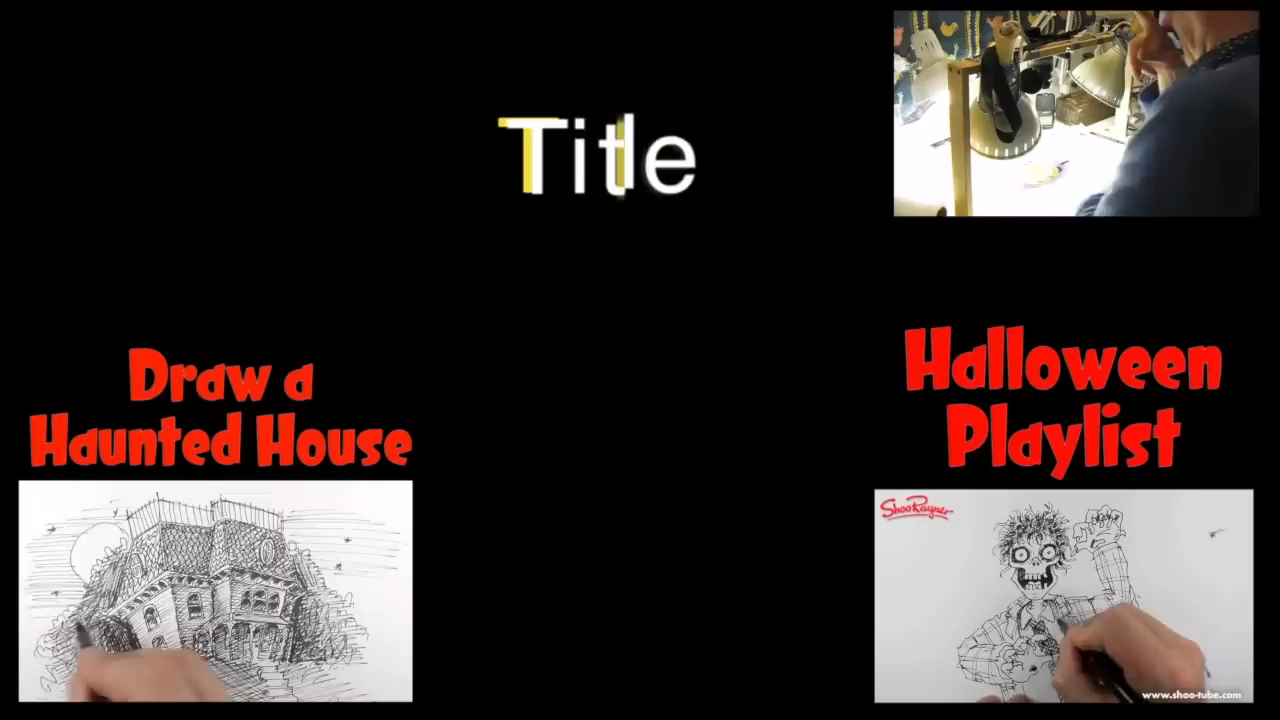 Title
Draw a
Haunted House
Halloween
Playlist
ShooRayner
www.shoo-tube.com